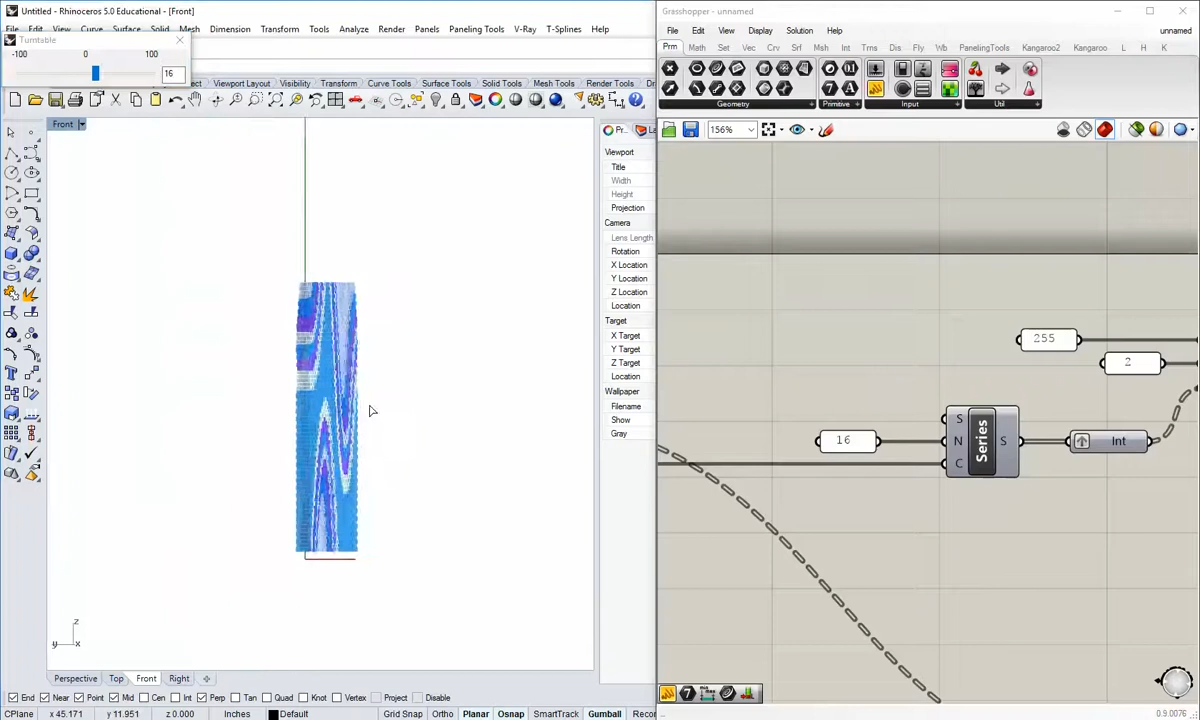 Untitled - Rhinoceros 5.0 Educational - [Front]
File Edit View Curve Surface Solid Mesh Dimension Transform Tools Analyze Render Panels V-Ray T-Splines Help
Turntable
-100 0 100
16
Viewport Layout Visibility Transform Curve Tools Surface Tools Solid Tools Mesh Tools Render Tools
Front
Title
Width
Height
Projection
Camera
Lens Length
Rotation
X Location
Y Location
Z Location
Location
Target
X Target
Y Target
Z Target
Location
Wallpaper
Filename
Show
Gray
z
y x
Perspective Top Front Right
End Near Point Mid Cen Int Perp Tan Quad Knot Vertex Project Disable
CPlane x 45.171 y 11.951 z 0.000 Inches Default Grid Snap Ortho Planar Osnap SmartTrack Gumball
Grasshopper - unnamed
File Edit View Display Solution Help unnamed
Prm Math Set Vec Crv Srf Msh Int Trns Dis Fly Wb PanelingTools Kangaroo2 Kangaroo L H K
Geometry Primitive Input Util
156%
255
2
16
S
N
C
Series
S
Int
0.9.0076